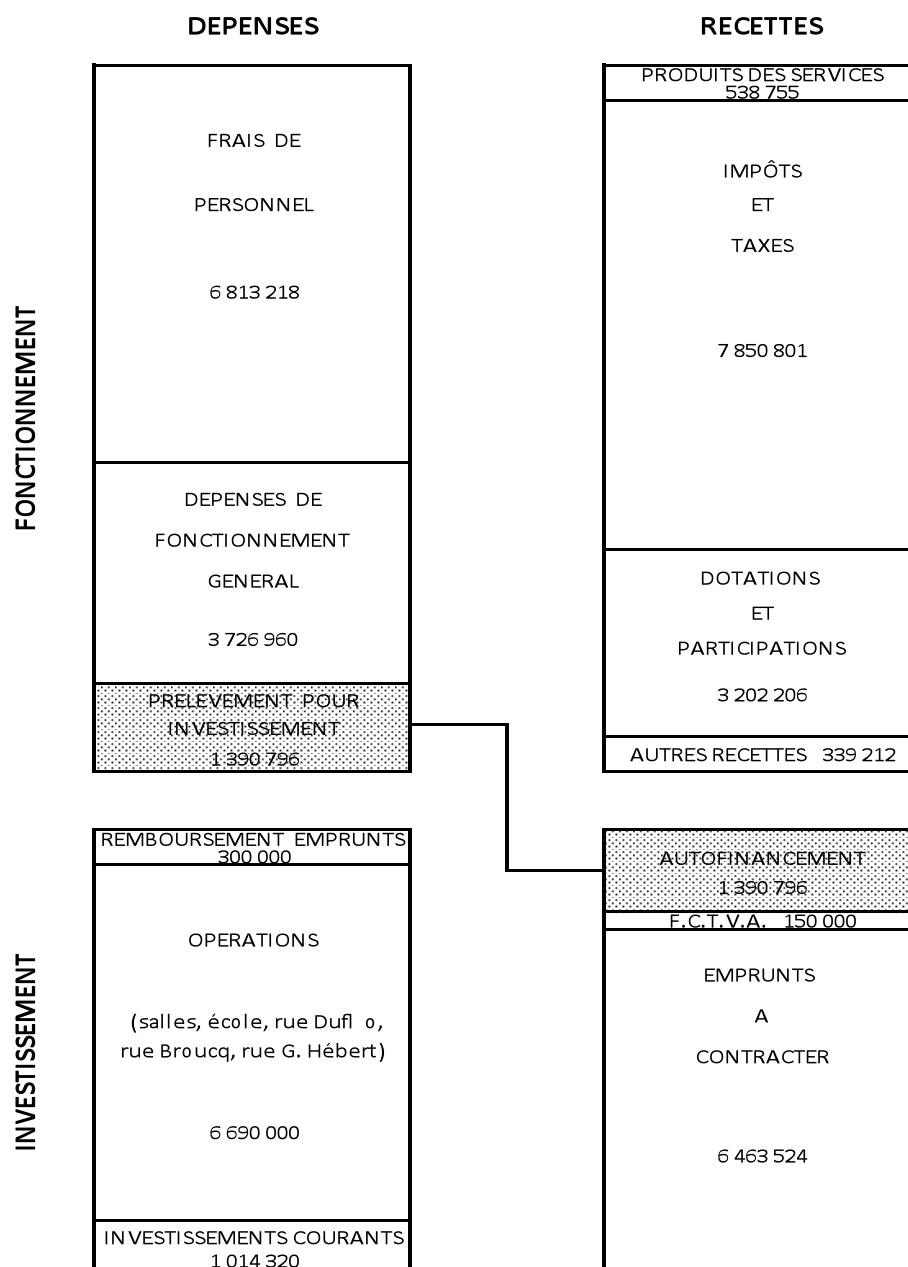 DEPENSES
RECETTES
FONCTIONNEMENT
FRAIS DE
PERSONNEL
6 813 218
DEPENSES DE
FONCTIONNEMENT
GENERAL
3 726 960
PRELEVEMENT POUR
INVESTISSEMENT
1 390 796
PRODUITS DES SERVICES
538 755
IMPÔTS
ET
TAXES
7 850 801
DOTATIONS
ET
PARTICIPATIONS
3 202 206
AUTRES RECETTES 339 212
INVESTISSEMENT
REMBOURSEMENT EMPRUNTS
300 000
OPERATIONS
(salles, école, rue Duflo,
rue Broucq, rue G. Hébert)
6 690 000
INVESTISSEMENTS COURANTS
1 014 320
AUTOFINANCEMENT
1 390 796
F.C.T.V.A. 150 000
EMPRUNTS
A
CONTRACTER
6 463 524